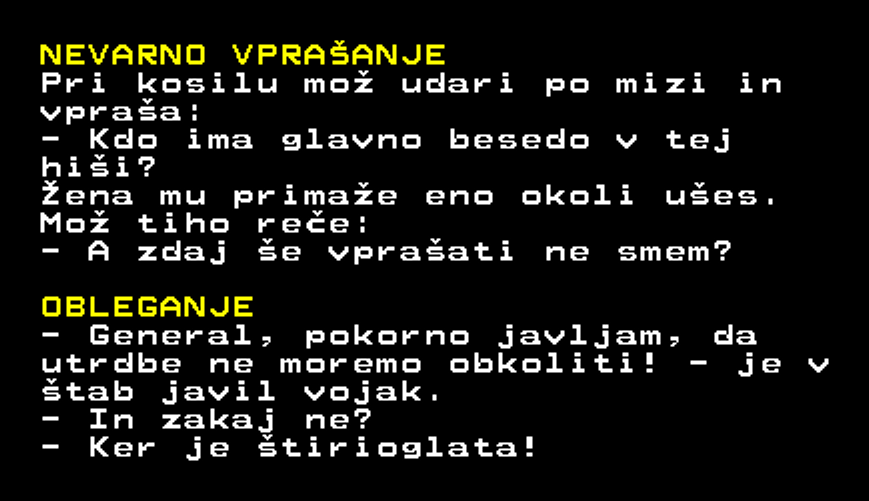 NEVARNO VPRAŠANJE
Pri kosilu mož udari po mizi in
vpraša:
- Kdo ima glavno besedo v tej
hiši?
Žena mu primaže eno okoli ušes.
Mož tiho reče:
- A zdaj še vprašati ne smem?
OBLEGANJE
- General, pokorno javljam, da
utrdbe ne moremo obkoliti! - je v
štab javil vojak.
- In zakaj ne?
- Ker je štirioglata!